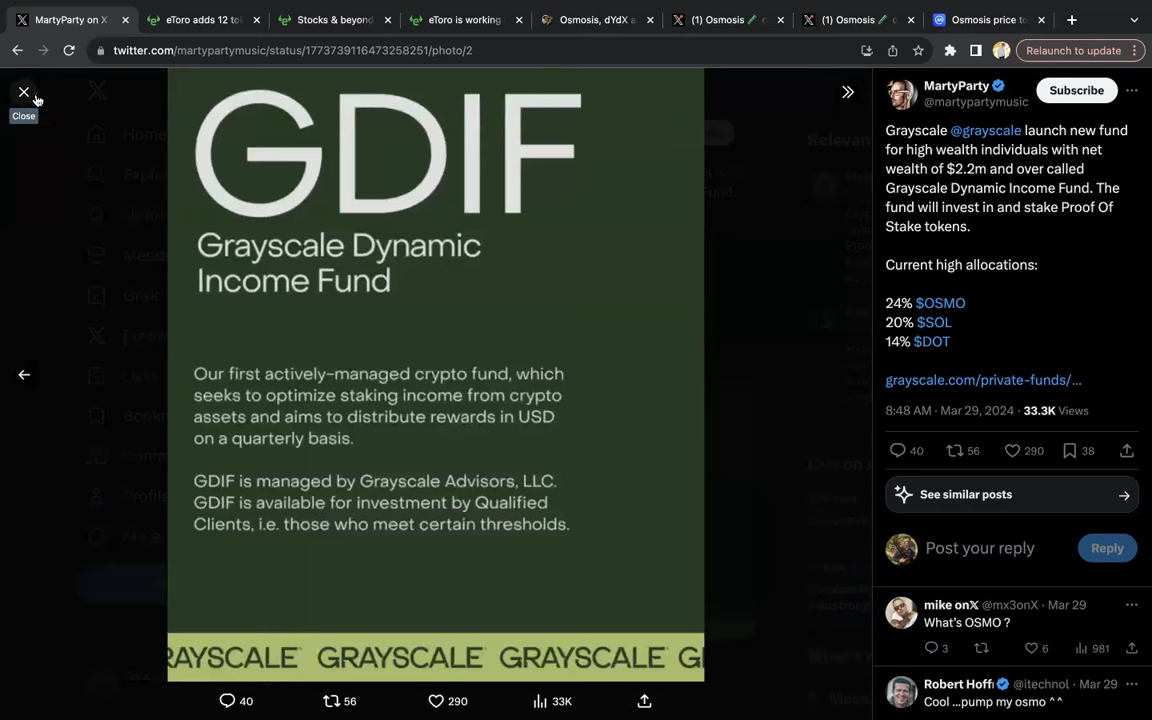 MartyParty on X
eToro adds 12 to
Stocks & beyond
eToro is working
Osmosis, dYdX a
(1) Osmosis
(1) Osmosis
Osmosis price to
twitter.com/martypartymusic/status/1773739116473258251/photo/2
Relaunch to update
Close
GDIF
Grayscale Dynamic
Income Fund
Our first actively-managed crypto fund, which
seeks to optimize staking income from crypto
assets and aims to distribute rewards in USD
on a quarterly basis.
GDIF is managed by Grayscale Advisors, LLC.
GDIF is available for investment by Qualified
Clients, i.e. those who meet certain thresholds.
RAYSCALE GRAYSCALE GRAYSCALE G
40 56 290 33K
MartyParty
@martypartymusic
Subscribe
Grayscale @grayscale launch new fund
for high wealth individuals with net
wealth of $2.2m and over called
Grayscale Dynamic Income Fund. The
fund will invest in and stake Proof Of
Stake tokens.
Current high allocations:
24% $OSMO
20% $SOL
14% $DOT
grayscale.com/private-funds/...
8:48 AM · Mar 29, 2024 · 33.3K Views
40 56 290 38
See similar posts
Post your reply
Reply
mike onX @mx3onX · Mar 29
What's OSMO ?
3 6 981
Robert Hoffi @itechnol · Mar 29
Cool ...pump my osmo ^^
Home
Relevan